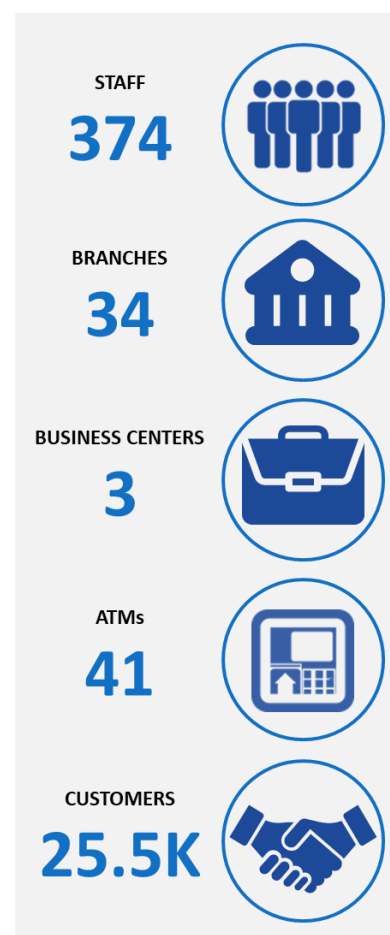 STAFF
374
BRANCHES
34
BUSINESS CENTERS
3
ATMs
41
CUSTOMERS
25.5K